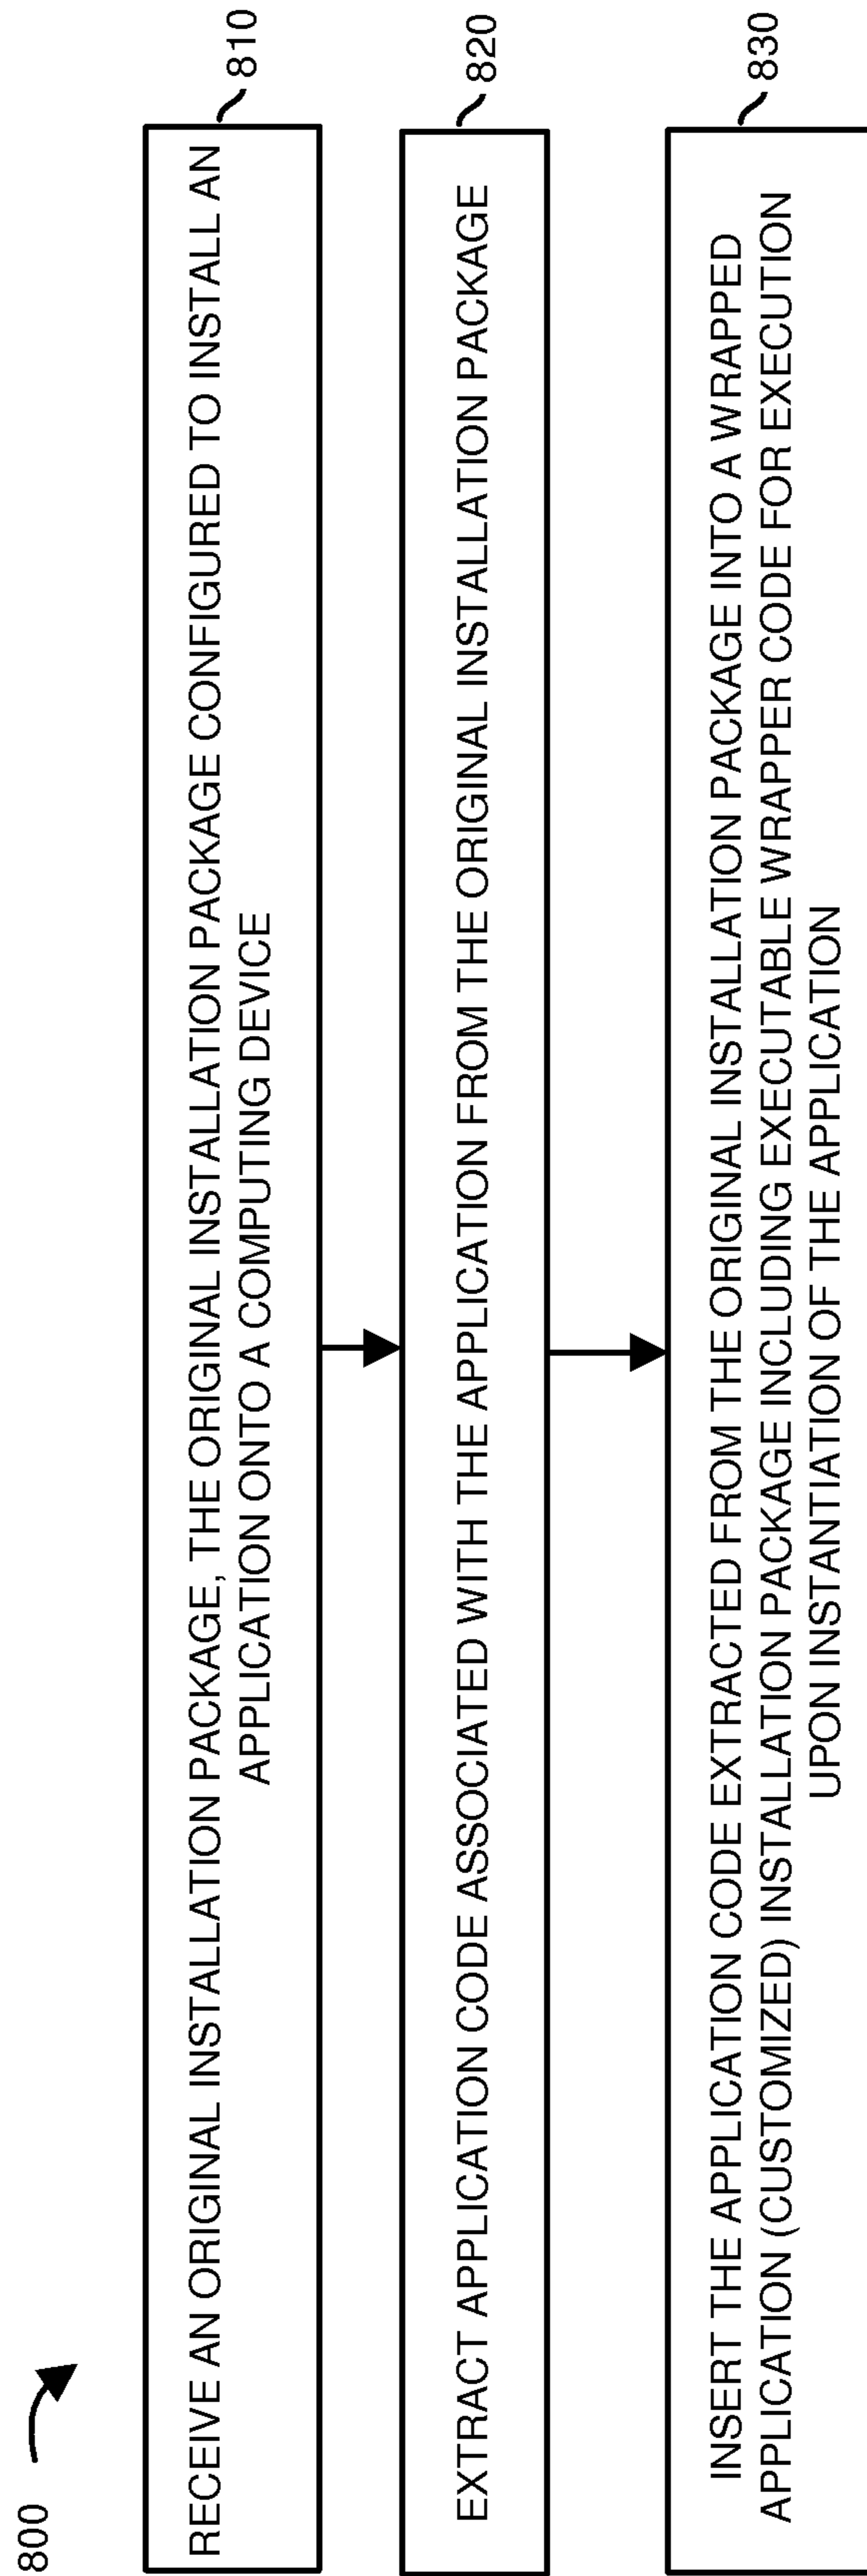 800
RECEIVE AN ORIGINAL INSTALLATION PACKAGE, THE ORIGINAL INSTALLATION PACKAGE CONFIGURED TO INSTALL AN
APPLICATION ONTO A COMPUTING DEVICE
810
EXTRACT APPLICATION CODE ASSOCIATED WITH THE APPLICATION FROM THE ORIGINAL INSTALLATION PACKAGE
820
INSERT THE APPLICATION CODE EXTRACTED FROM THE ORIGINAL INSTALLATION PACKAGE INTO A WRAPPED
APPLICATION (CUSTOMIZED) INSTALLATION PACKAGE INCLUDING EXECUTABLE WRAPPER CODE FOR EXECUTION
UPON INSTANTIATION OF THE APPLICATION
830